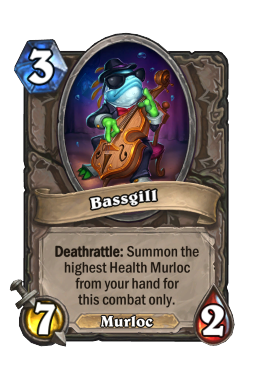 3
Bassgill
Deathrattle: Summon the
highest Health Murloc
from your hand for
this combat only.
7
Murloc
2